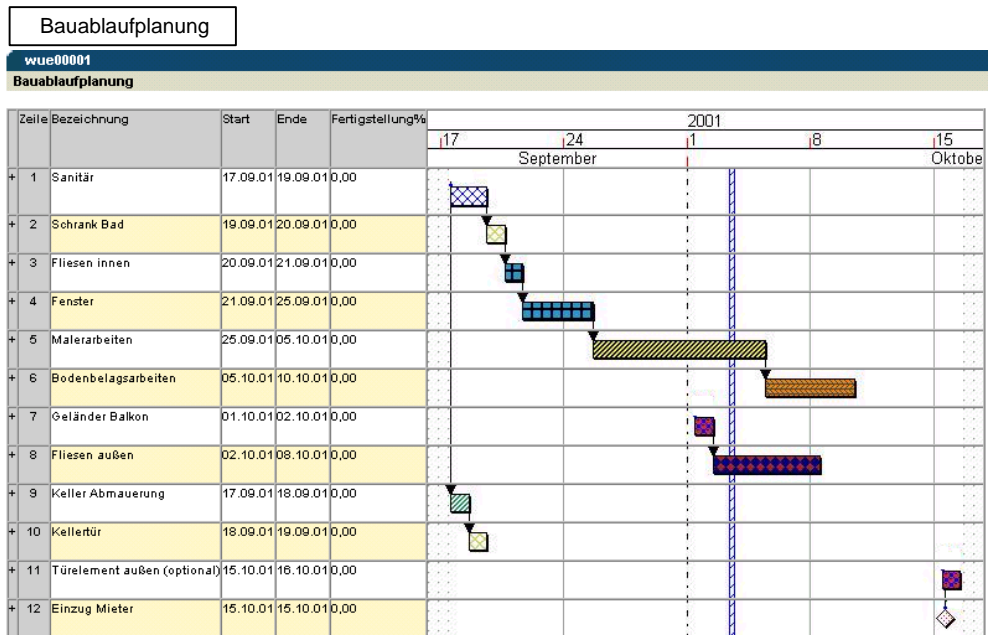 Bauablaufplanung
wue00001
Bauablaufplanung
Zeile Bezeichnung Start Ende Fertigstellung% 2001
17 24 1 8 15
September Oktobe
+ 1 Sanitär 17.09.01 19.09.01 0,00
+ 2 Schrank Bad 19.09.01 20.09.01 0,00
+ 3 Fliesen innen 20.09.01 21.09.01 0,00
+ 4 Fenster 21.09.01 25.09.01 0,00
+ 5 Malerarbeiten 25.09.01 05.10.01 0,00
+ 6 Bodenbelagsarbeiten 05.10.01 10.10.01 0,00
+ 7 Geländer Balkon 01.10.01 02.10.01 0,00
+ 8 Fliesen außen 02.10.01 08.10.01 0,00
+ 9 Keller Abmauerung 17.09.01 18.09.01 0,00
+ 10 Kellertür 18.09.01 19.09.01 0,00
+ 11 Türelement außen (optional) 15.10.01 16.10.01 0,00
+ 12 Einzug Mieter 15.10.01 15.10.01 0,00